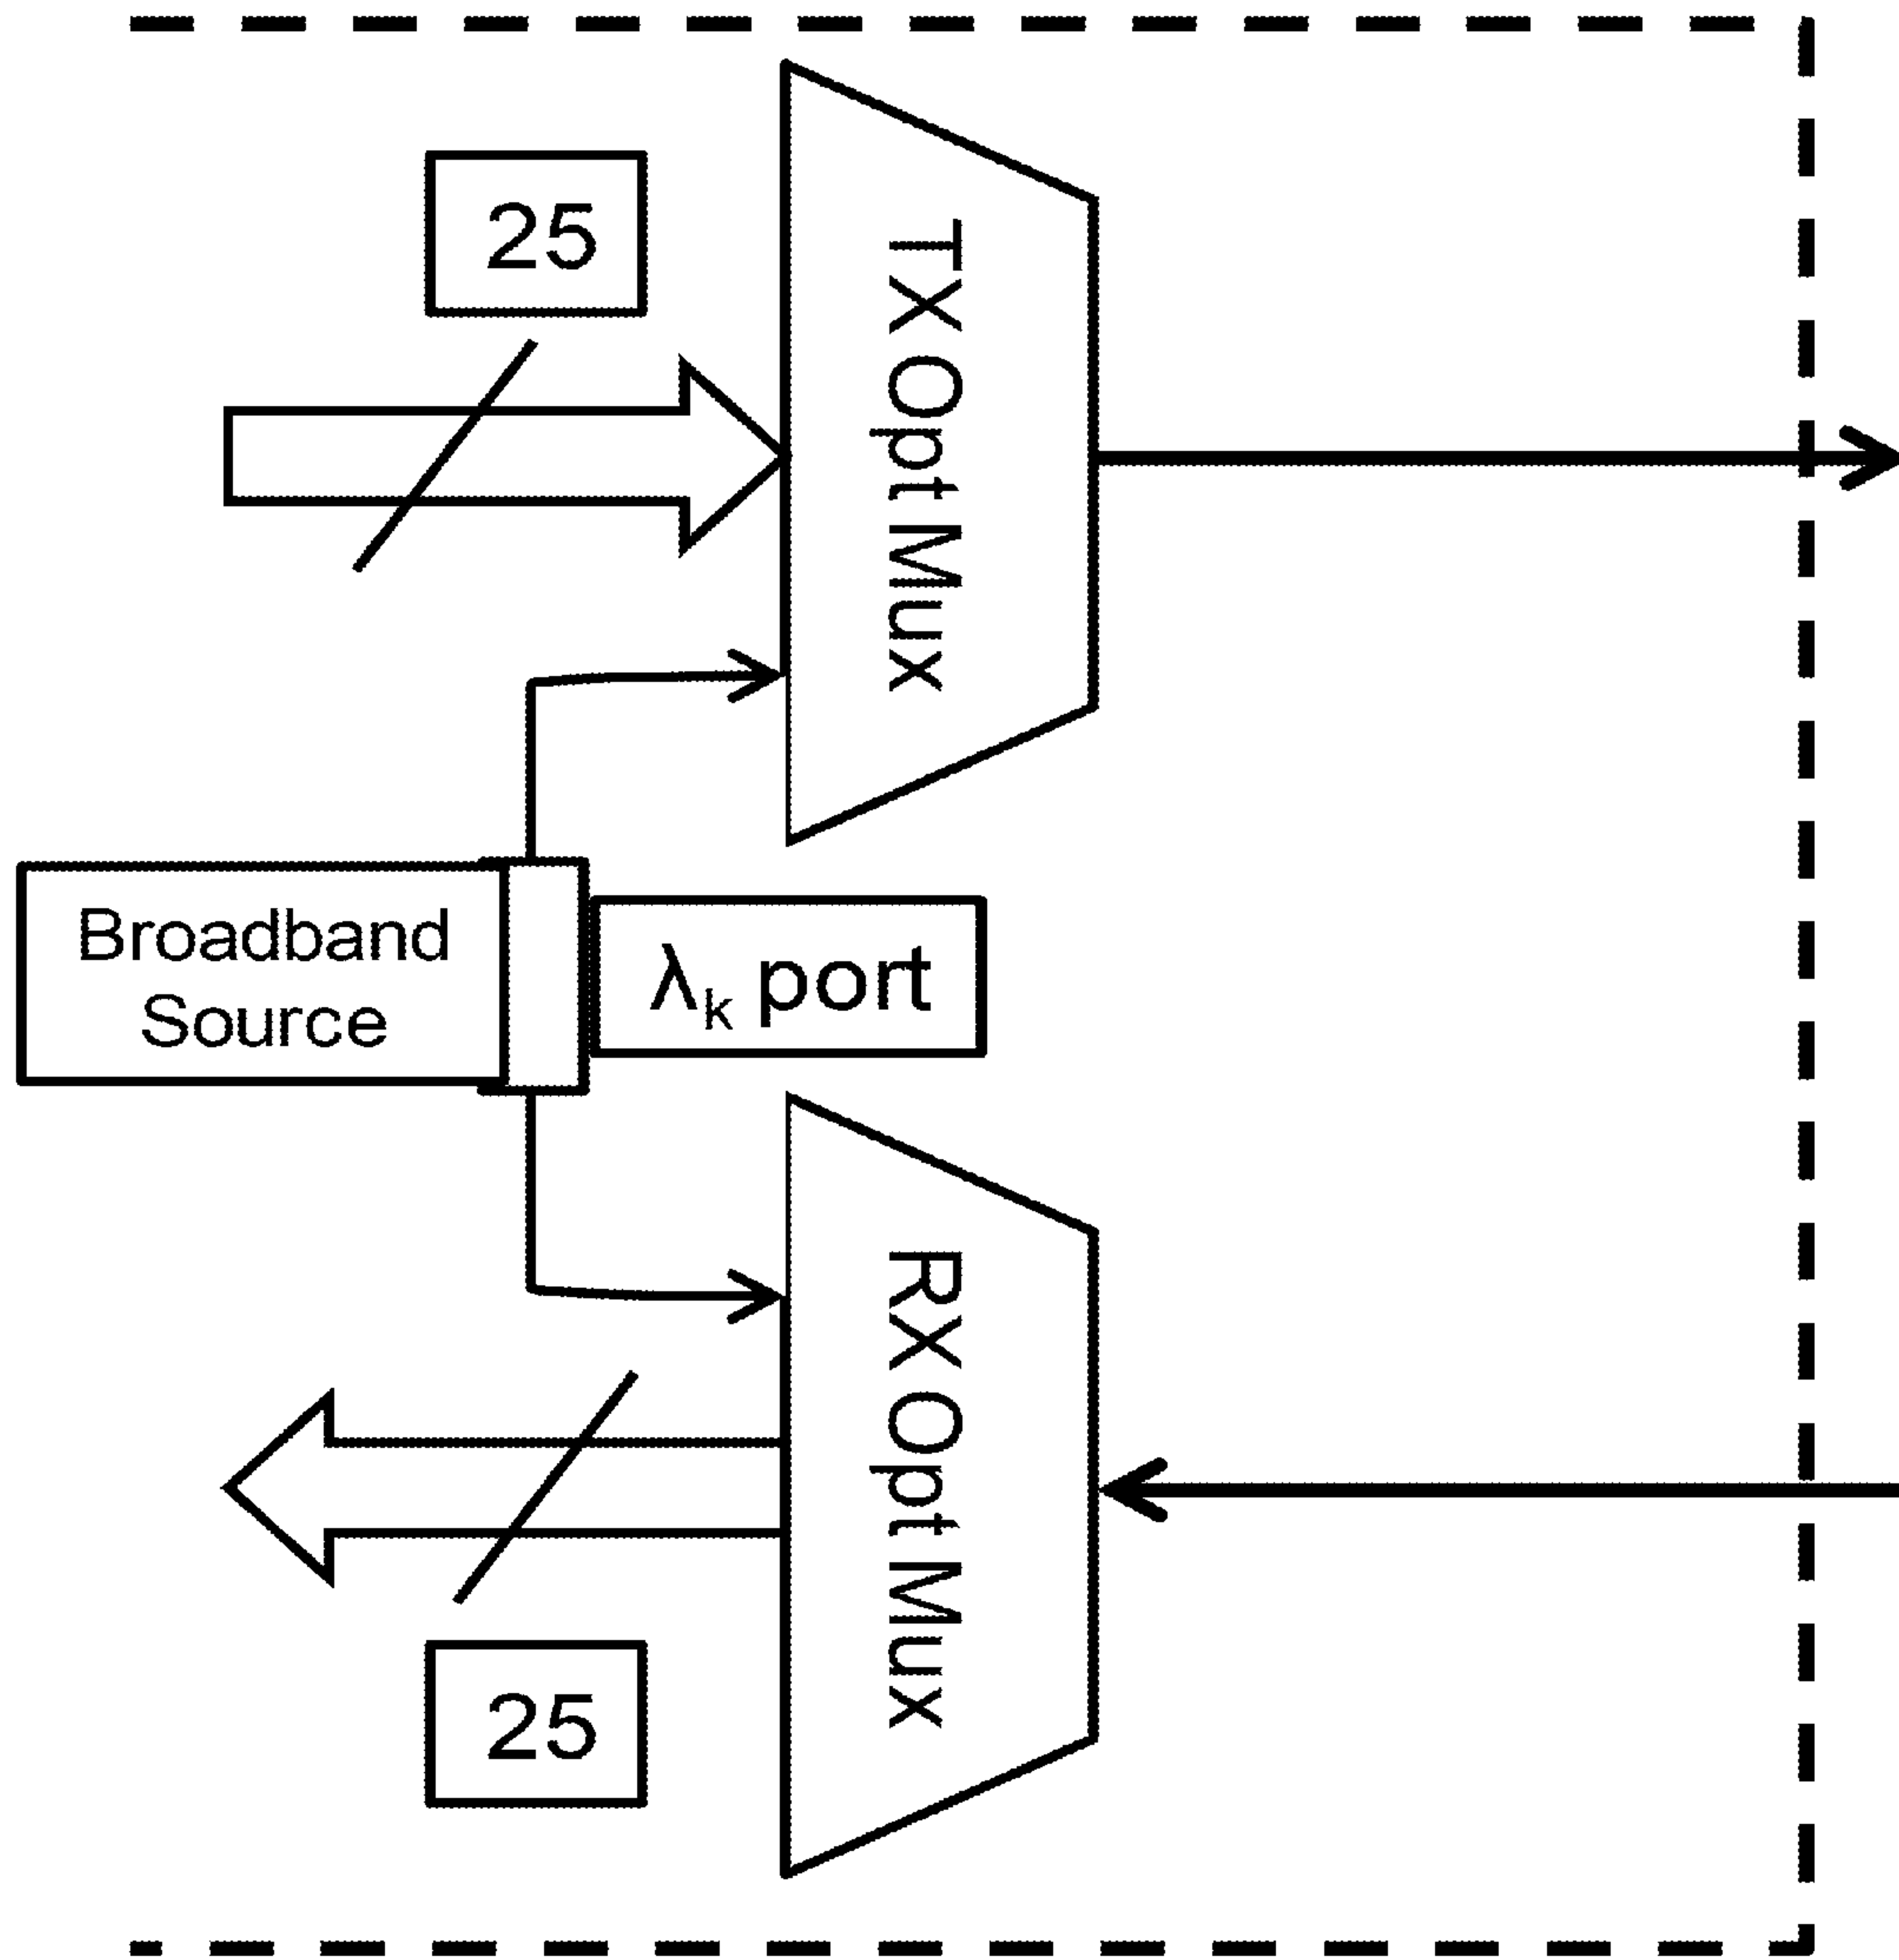 25
TX Opt Mux
Broadband
Source
λk port
RX Opt Mux
25